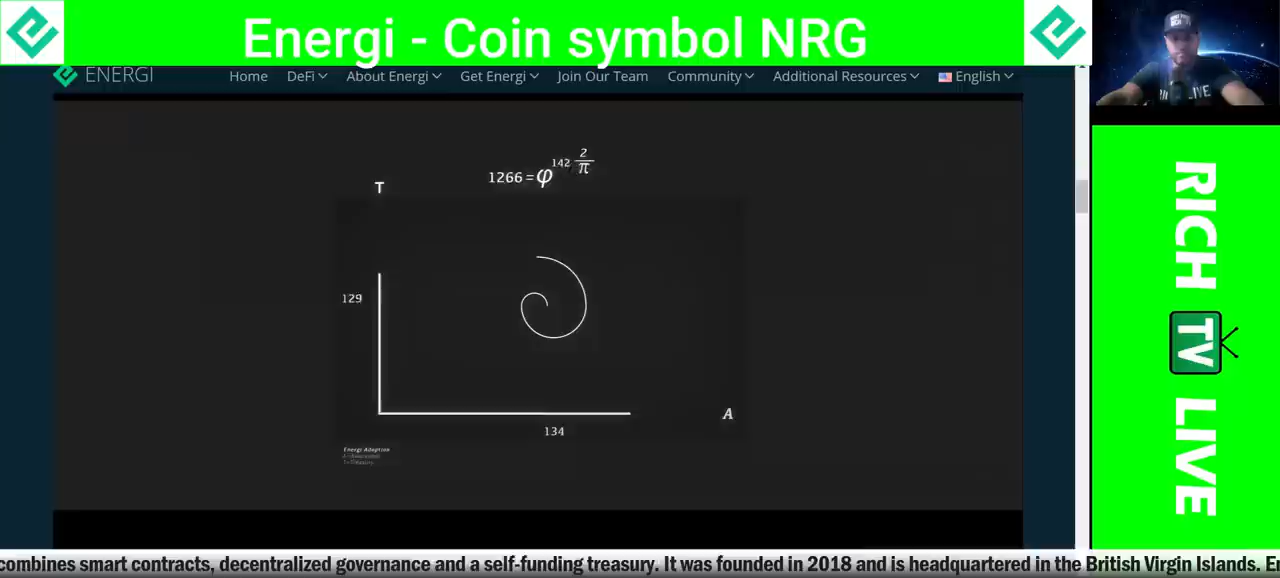 Energi - Coin symbol NRG
ENERGI
Home DeFi About Energi Get Energi Join Our Team Community Additional Resources English
1266 = φ^142 2/π
T
129
134
A
Energi Adoption
RICH TV LIVE
combines smart contracts, decentralized governance and a self-funding treasury. It was founded in 2018 and is headquartered in the British Virgin Islands. E